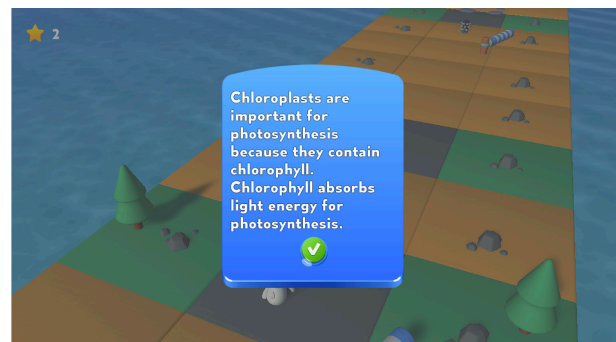 2
Chloroplasts are
important for
photosynthesis
because they contain
chlorophyll.
Chlorophyll absorbs
light energy for
photosynthesis.